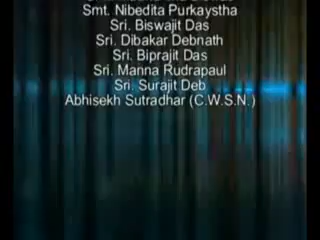 Smt. Nibedita Purkaystha
Sri. Biswajit Das
Sri. Dibakar Debnath
Sri. Biprajit Das
Sri. Manna Rudrapaul
Sri. Surajit Deb
Abhisekh Sutradhar (C.W.S.N.)